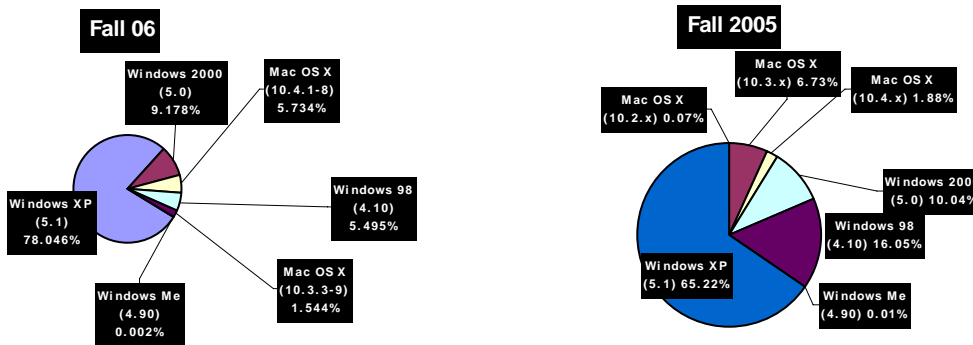 Fall 06
Windows 2000
(5.0)
9.178%
Mac OS X
(10.4.1-8)
5.734%
Windows XP
(5.1)
78.046%
Windows 98
(4.10)
5.495%
Windows Me
(4.90)
0.002%
Mac OS X
(10.3.3-9)
1.544%
Fall 2005
Mac OS X
(10.3.x) 6.73%
Mac OS X
(10.4.x) 1.88%
Mac OS X
(10.2.x) 0.07%
Windows 200
(5.0) 10.04%
Windows 98
(4.10) 16.05%
Windows XP
(5.1) 65.22%
Windows Me
(4.90) 0.01%